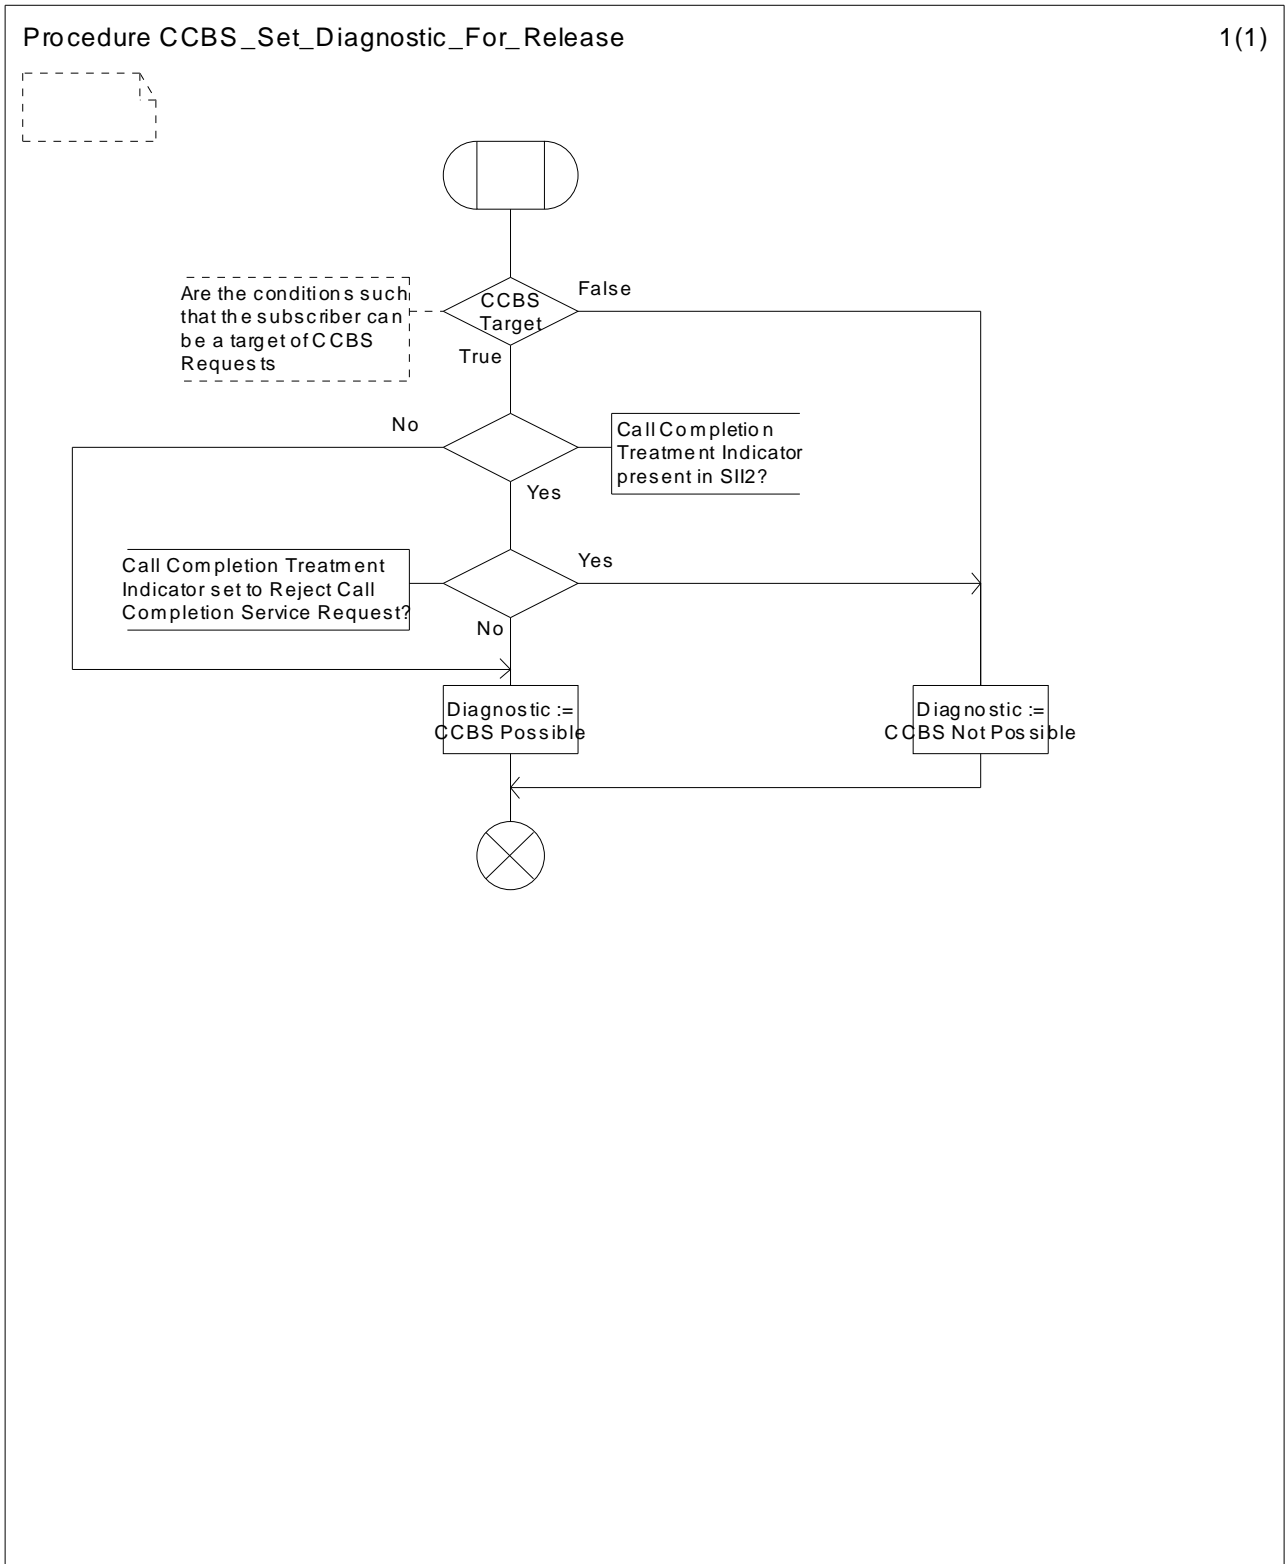 Procedure CCBS_Set_Diagnostic_For_Release
1(1)
Are the conditions such
that the subscriber can
be a target of CCBS
Requests
CCBS
Target
False
True
No
Call Completion
Treatment Indicator
present in SII2?
Yes
Call Completion Treatment
Indicator set to Reject Call
Completion Service Request?
Yes
No
Diagnostic :=
CCBS Possible
Diagnostic :=
CCBS Not Possible